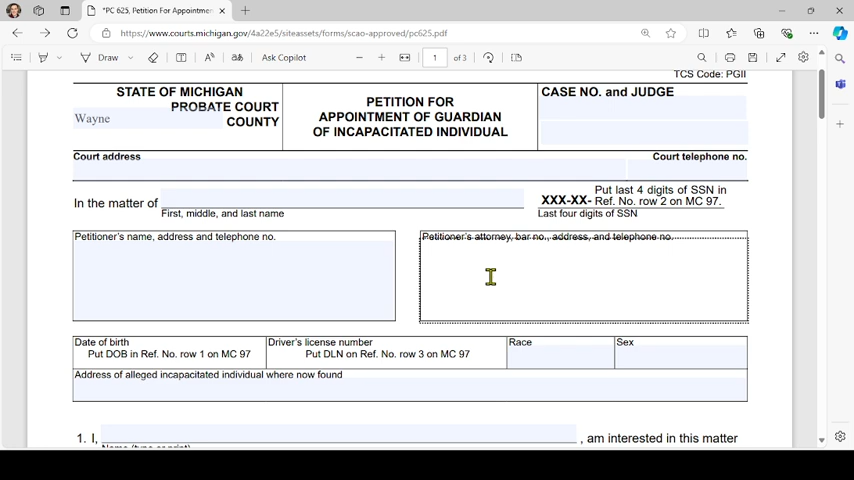 *PC 625, Petition For Appointmen
https://www.courts.michigan.gov/4a22e5/siteassets/forms/scao-approved/pc625.pdf
Draw
Ask Copilot
1 of 3
TCS Code: PGII
STATE OF MICHIGAN
PROBATE COURT
Wayne
COUNTY
PETITION FOR
APPOINTMENT OF GUARDIAN
OF INCAPACITATED INDIVIDUAL
CASE NO. and JUDGE
Court address
Court telephone no.
In the matter of
First, middle, and last name
XXX-XX-
Put last 4 digits of SSN in
Ref. No. row 2 on MC 97.
Last four digits of SSN
Petitioner's name, address and telephone no.
Petitioner's attorney, bar no., address, and telephone no.
Date of birth
Put DOB in Ref. No. row 1 on MC 97
Driver's license number
Put DLN on Ref. No. row 3 on MC 97
Race
Sex
Address of alleged incapacitated individual where now found
1. I,
, am interested in this matter
Name (type or print)